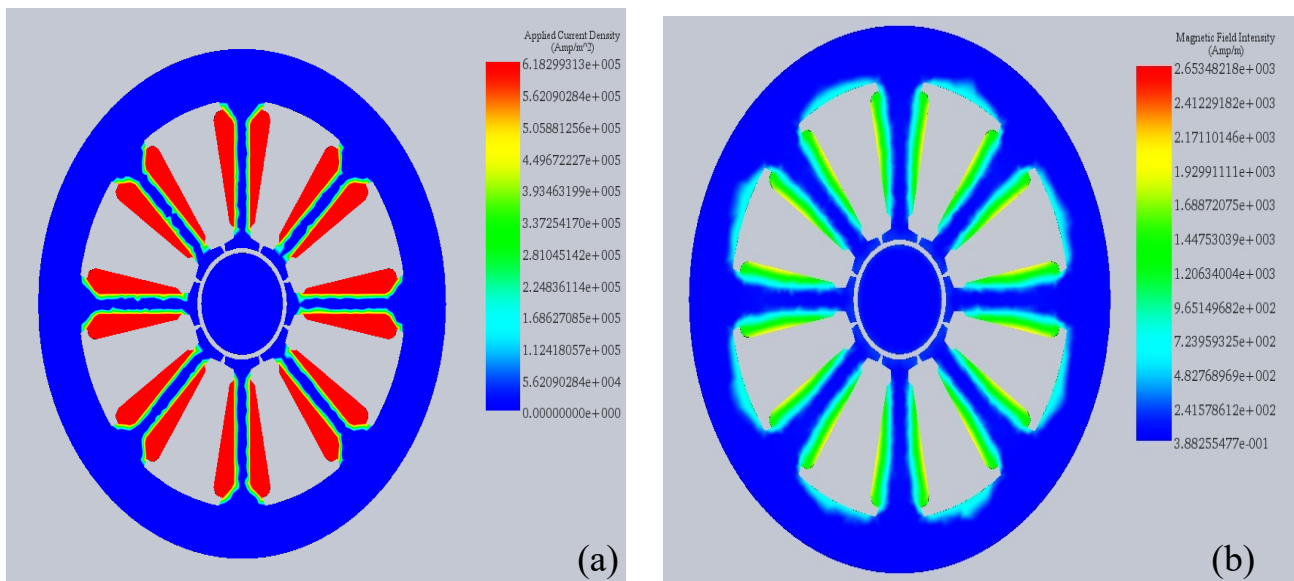 Applied Current Density
(Amp/m^2)
6.18299313e+005
5.62090284e+005
5.05881256e+005
4.49672227e+005
3.93463199e+005
3.37254170e+005
2.81045142e+005
2.24836114e+005
1.68627085e+005
1.12418057e+005
5.62090284e+004
0.00000000e+000
(a)
Magnetic Field Intensity
(Amp/m)
2.65348218e+003
2.41229182e+003
2.17110146e+003
1.92991111e+003
1.68872075e+003
1.44753039e+003
1.20634004e+003
9.65149682e+002
7.23959325e+002
4.82768969e+002
2.41578612e+002
3.88255477e-001
(b)